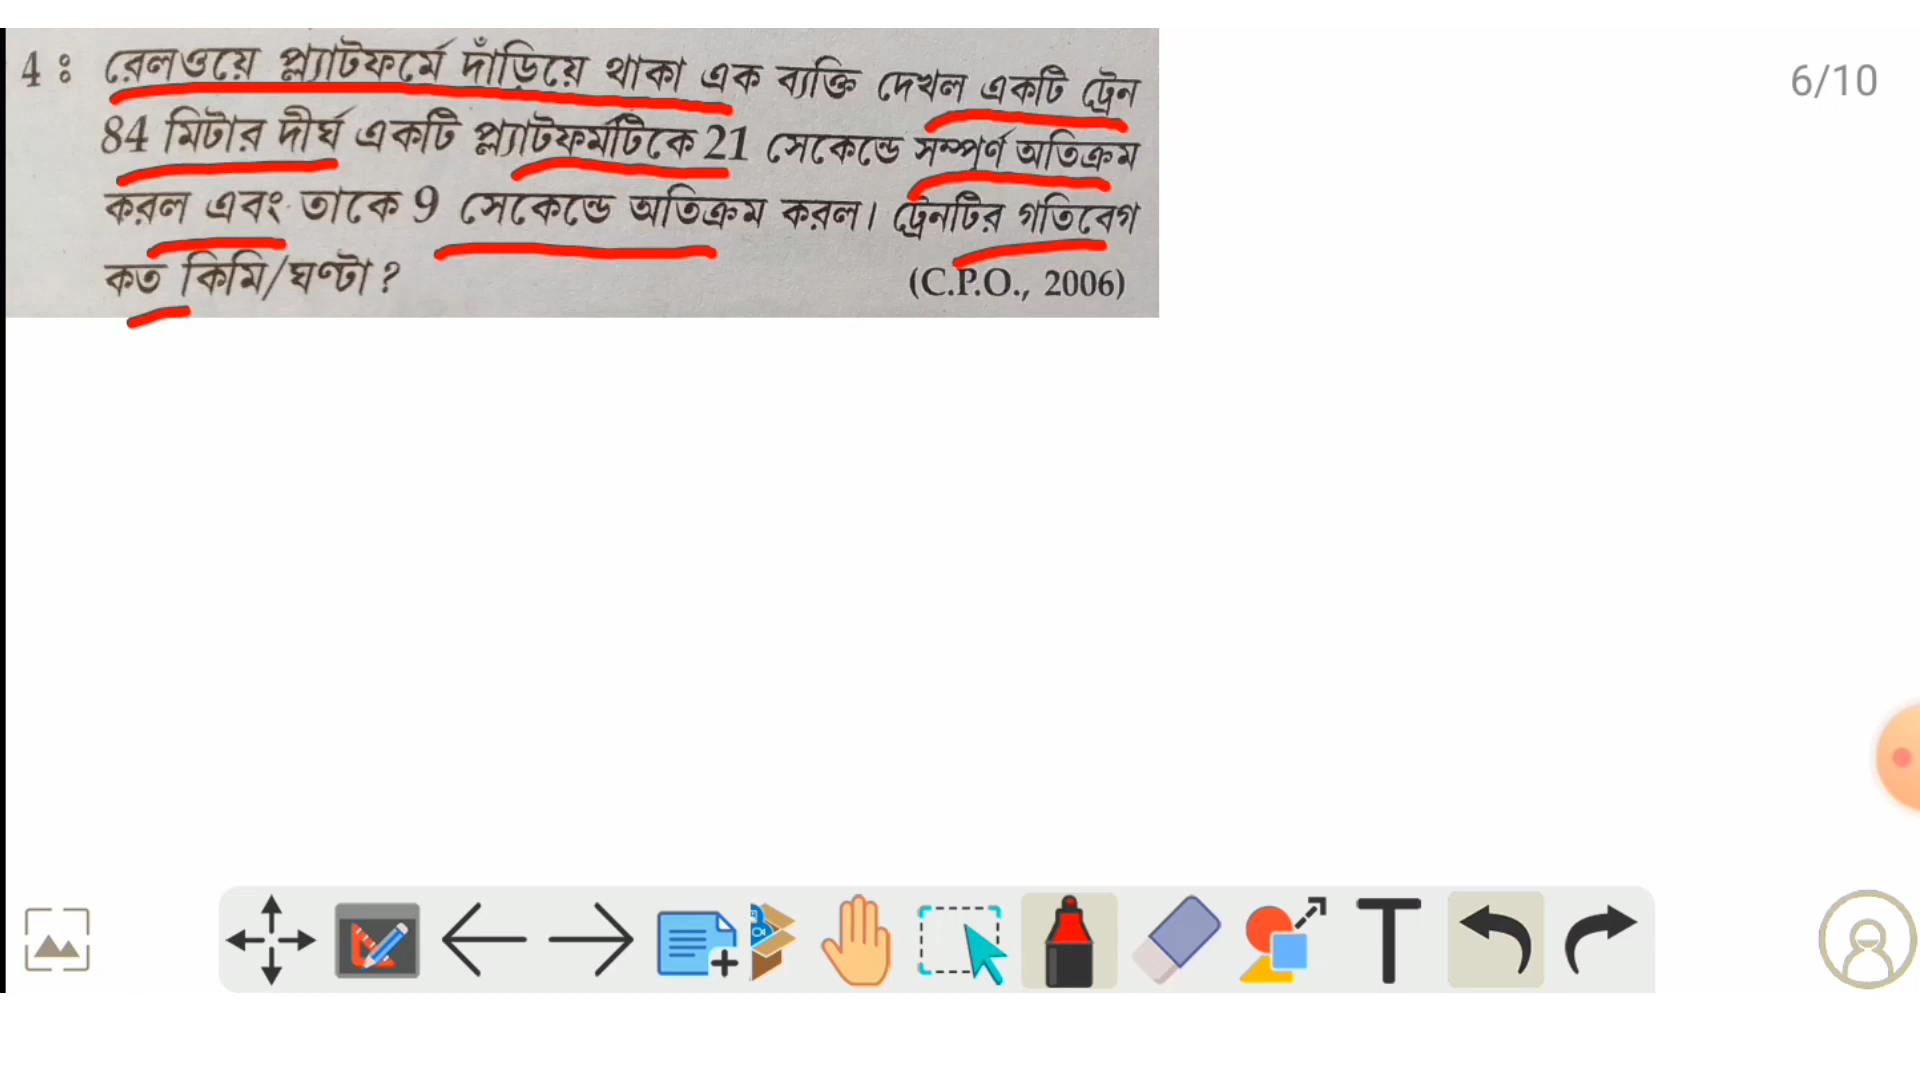 4 : রেলওয়ে প্ল্যাটফর্মে দাঁড়িয়ে থাকা এক ব্যক্তি দেখল একটি ট্রেন
84 মিটার দীর্ঘ একটি প্ল্যাটফর্মটিকে 21 সেকেন্ডে সম্পূর্ণ অতিক্রম
করল এবং তাকে 9 সেকেন্ডে অতিক্রম করল। ট্রেনটির গতিবেগ
কত কিমি/ঘণ্টা ? (C.P.O., 2006)
6/10